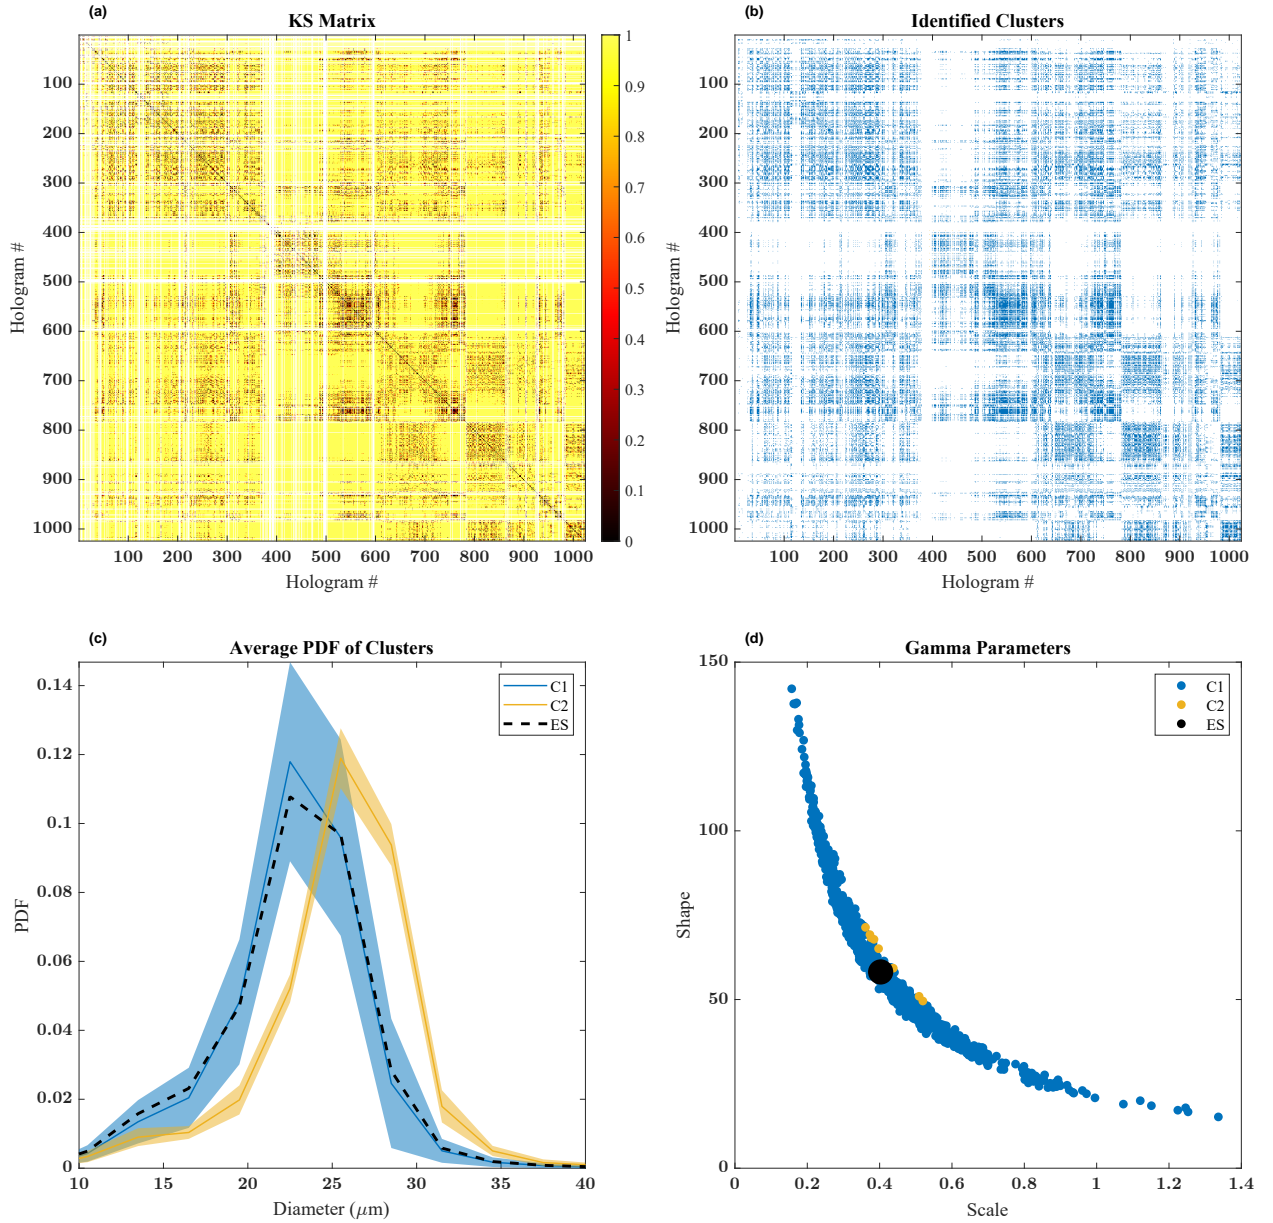 (a)
KS Matrix
100
200
300
400
500
600
700
800
900
1000
Hologram #
100 200 300 400 500 600 700 800 900 1000
Hologram #
1
0.9
0.8
0.7
0.6
0.5
0.4
0.3
0.2
0.1
0
(b)
Identified Clusters
100
200
300
400
500
600
700
800
900
1000
Hologram #
100 200 300 400 500 600 700 800 900 1000
Hologram #
(c)
Average PDF of Clusters
0.14
0.12
0.1
0.08
0.06
0.04
0.02
0
PDF
C1
C2
ES
10 15 20 25 30 35 40
Diameter (μm)
(d)
Gamma Parameters
150
100
50
0
Shape
C1
C2
ES
0 0.2 0.4 0.6 0.8 1 1.2 1.4
Scale